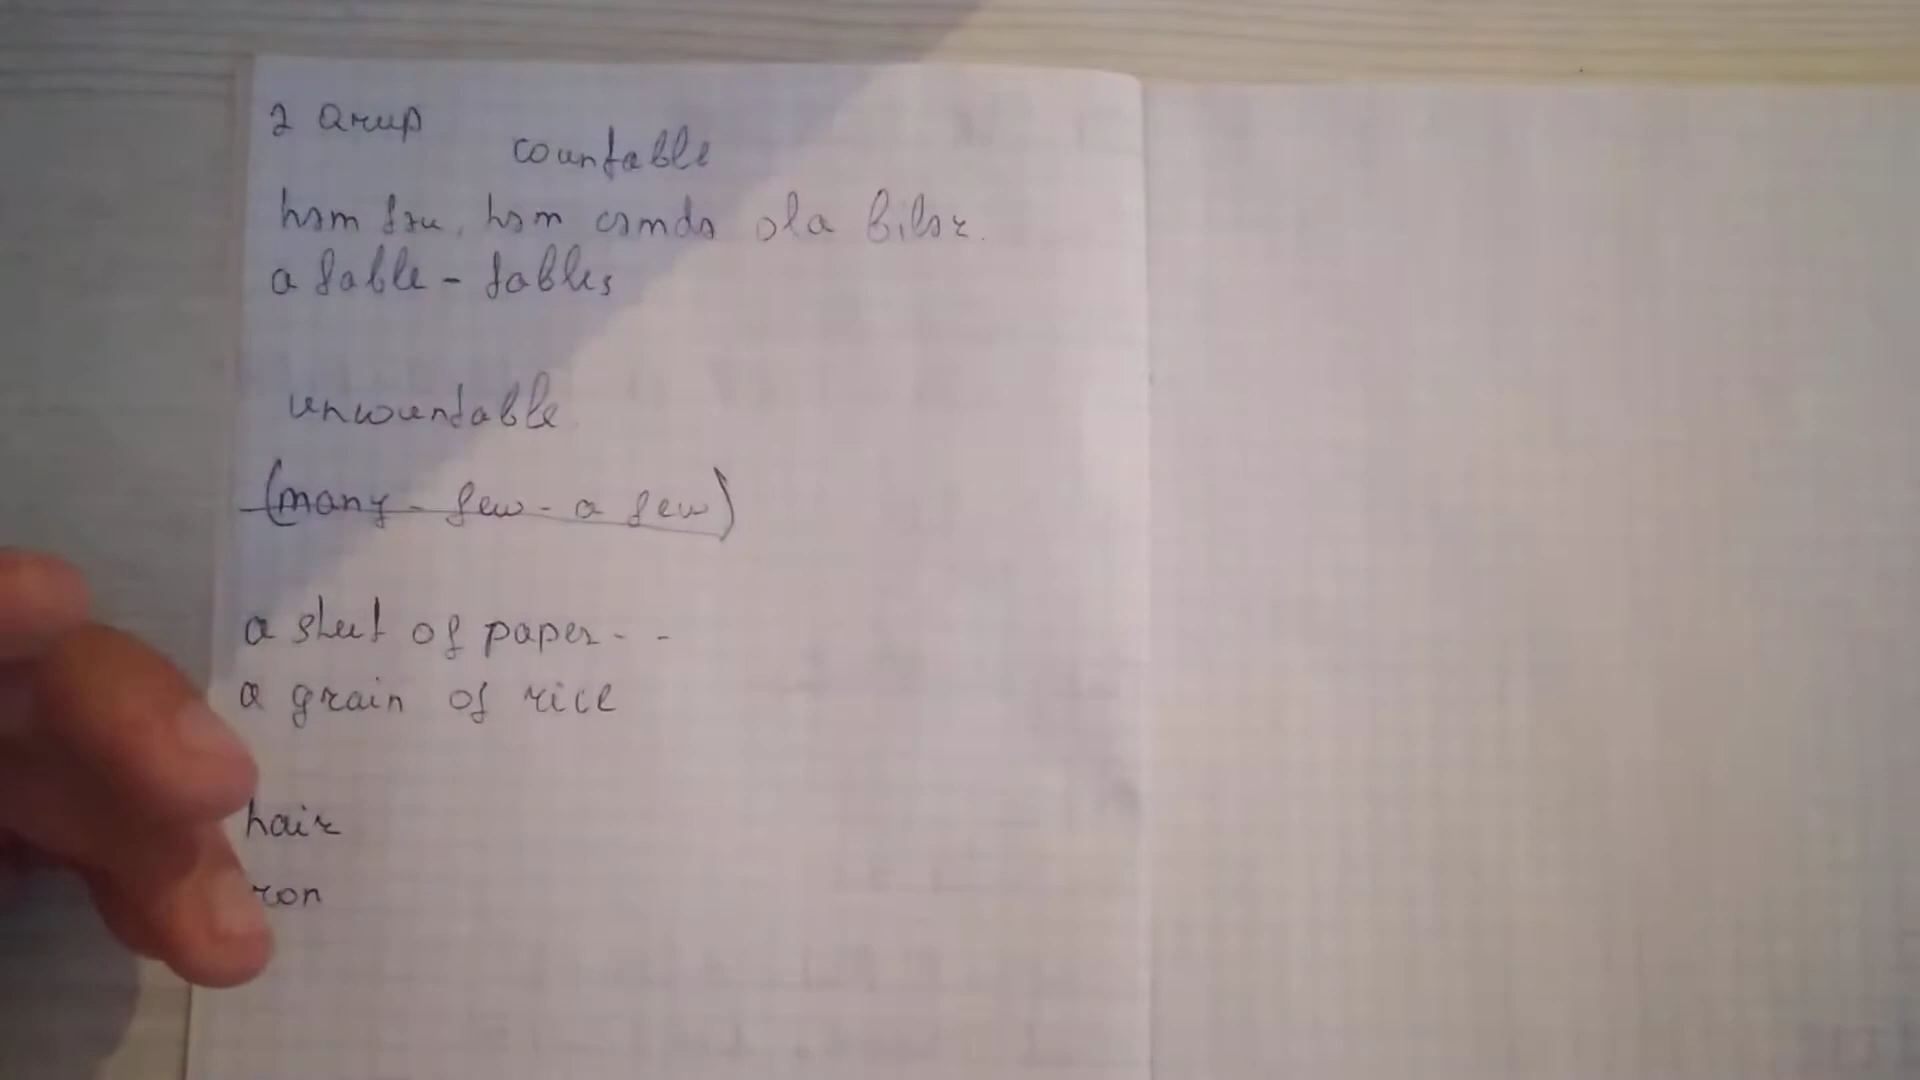 2 qrup
countable
həm tək, həm cəmdə ola bilər.
a table - tables
uncountable
(many - few - a few)
a sheet of paper - -
a grain of rice
hair
ron